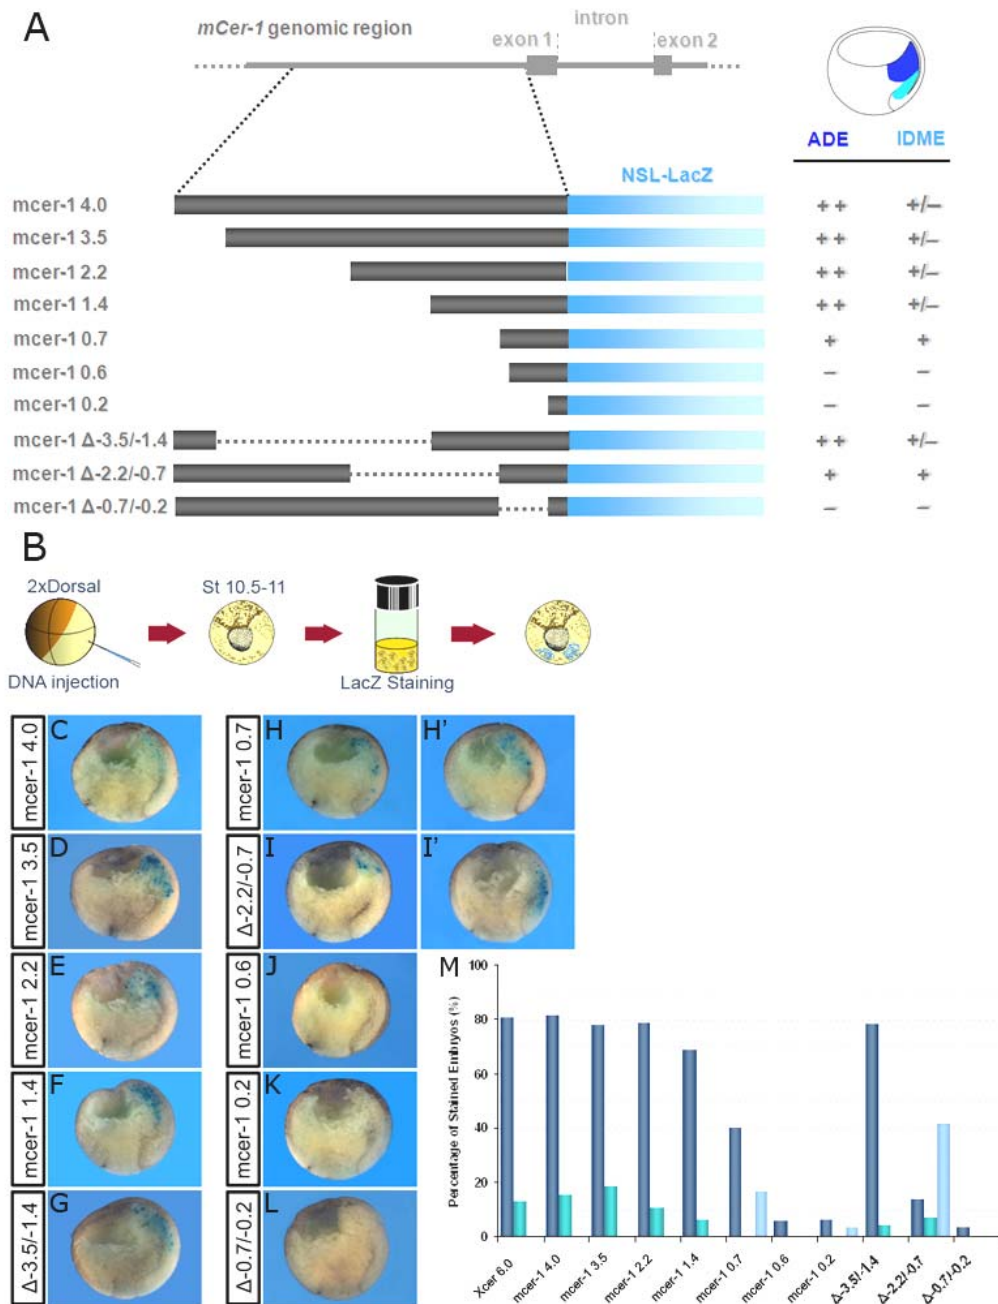 A
mCer-1 genomic region
exon 1
intron
exon 2
ADE IDME
NSL-LacZ
mcer-1 4.0 ++ +/–
mcer-1 3.5 ++ +/–
mcer-1 2.2 ++ +/–
mcer-1 1.4 ++ +/–
mcer-1 0.7 + +
mcer-1 0.6 – –
mcer-1 0.2 – –
mcer-1 Δ-3.5/-1.4 ++ +/–
mcer-1 Δ-2.2/-0.7 + +
mcer-1 Δ-0.7/-0.2 – –
B
2xDorsal
St 10.5-11
DNA injection
LacZ Staining
mcer-1 4.0
C
mcer-1 3.5
D
mcer-1 2.2
E
mcer-1 1.4
F
Δ-3.5/-1.4
G
mcer-1 0.7
H
H'
Δ-2.2/-0.7
I
I'
mcer-1 0.6
J
mcer-1 0.2
K
Δ-0.7/-0.2
L
M
Percentage of Stained Embryos (%)
100
80
60
40
20
0
Xcer 6.0
mcer-1 4.0
mcer-1 3.5
mcer-1 2.2
mcer-1 1.4
mcer-1 0.7
mcer-1 0.6
mcer-1 0.2
Δ-3.5/-1.4
Δ-2.2/-0.7
Δ-0.7/-0.2